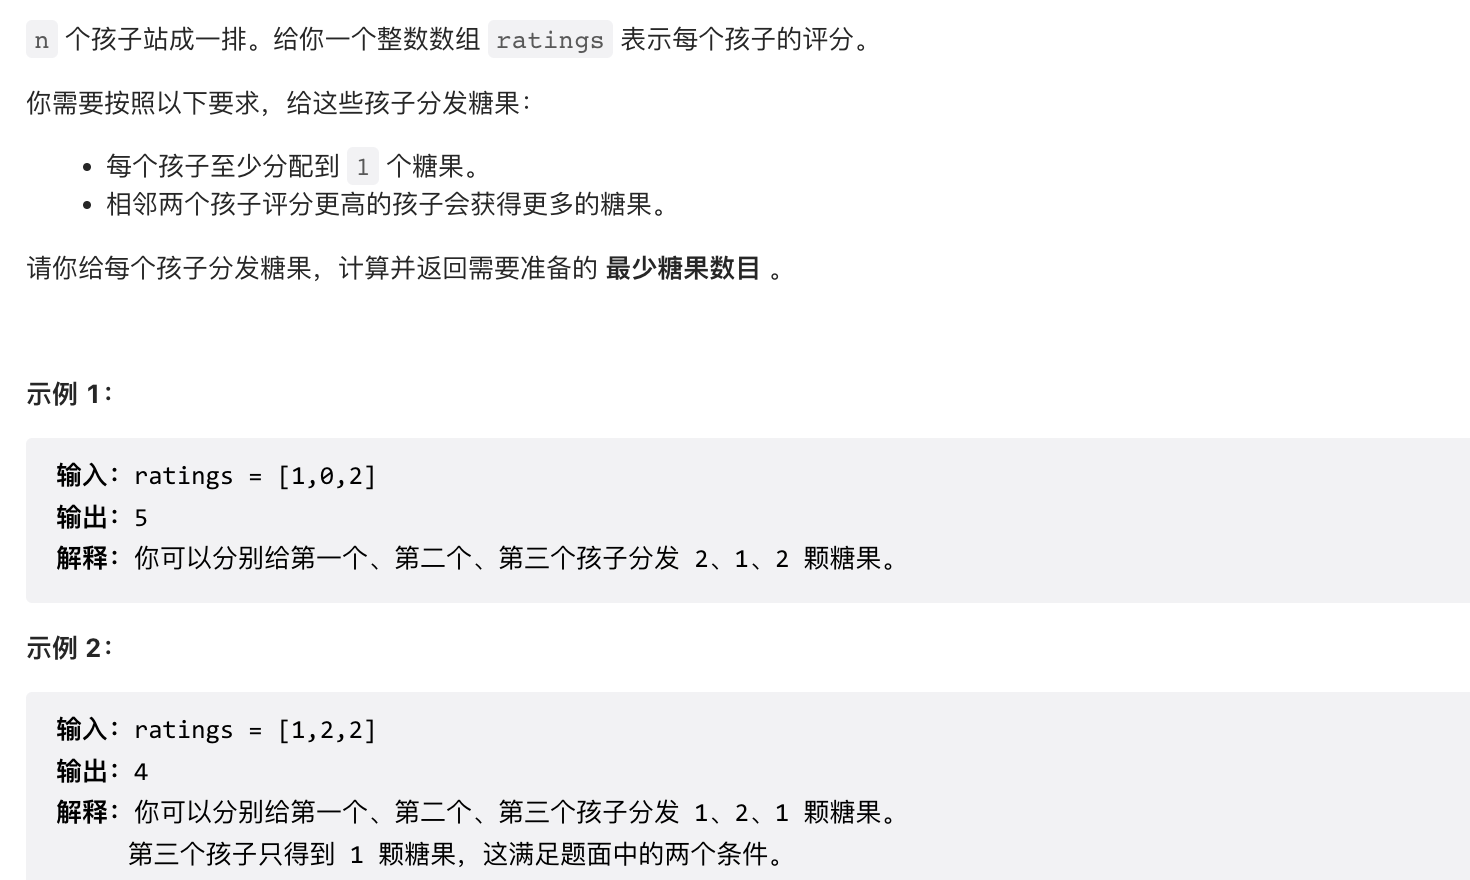 n 个孩子站成一排。给你一个整数数组 ratings 表示每个孩子的评分。
你需要按照以下要求，给这些孩子分发糖果：
• 每个孩子至少分配到 1 个糖果。
• 相邻两个孩子评分更高的孩子会获得更多的糖果。
请你给每个孩子分发糖果，计算并返回需要准备的 最少糖果数目 。
示例 1：
输入：ratings = [1,0,2]
输出：5
解释：你可以分别给第一个、第二个、第三个孩子分发 2、1、2 颗糖果。
示例 2：
输入：ratings = [1,2,2]
输出：4
解释：你可以分别给第一个、第二个、第三个孩子分发 1、2、1 颗糖果。
第三个孩子只得到 1 颗糖果，这满足题面中的两个条件。